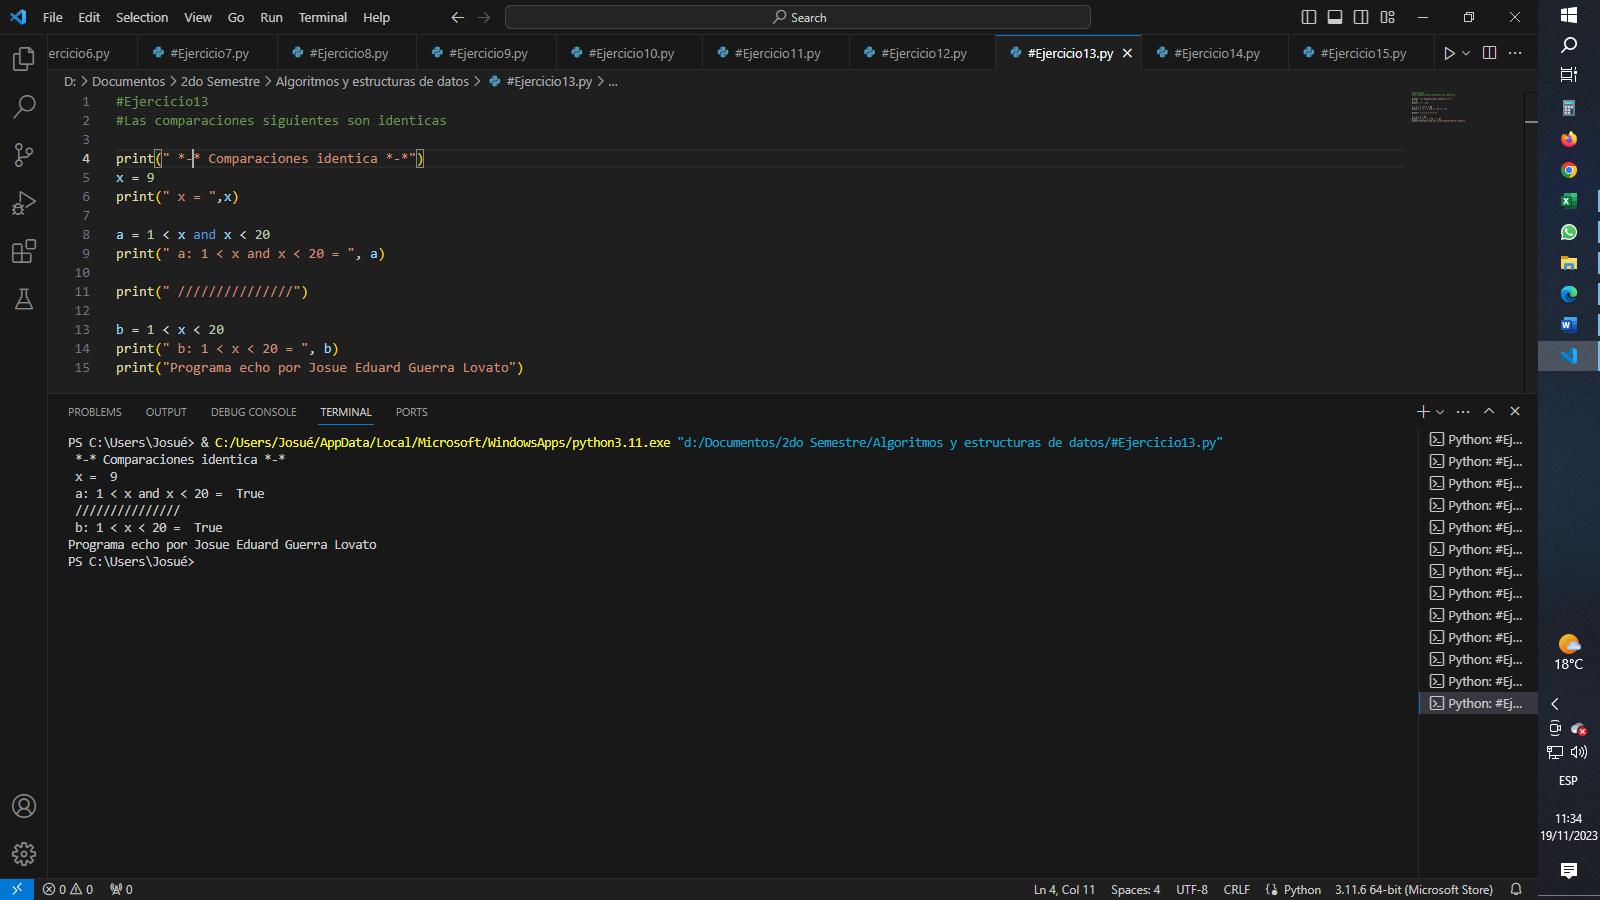 File Edit Selection View Go Run Terminal Help
Search
ercicio6.py #Ejercicio7.py #Ejercicio8.py #Ejercicio9.py #Ejercicio10.py #Ejercicio11.py #Ejercicio12.py #Ejercicio13.py #Ejercicio14.py #Ejercicio15.py
D: > Documentos > 2do Semestre > Algoritmos y estructuras de datos > #Ejercicio13.py > ...
1 #Ejercicio13
2 #Las comparaciones siguientes son identicas
3
4 print(" *-* Comparaciones identica *-*")
5 x = 9
6 print(" x = ",x)
7
8 a = 1 < x and x < 20
9 print(" a: 1 < x and x < 20 = ", a)
10
11 print(" ///////////////")
12
13 b = 1 < x < 20
14 print(" b: 1 < x < 20 = ", b)
15 print("Programa echo por Josue Eduard Guerra Lovato")
PROBLEMS OUTPUT DEBUG CONSOLE TERMINAL PORTS
PS C:\Users\Josué> & C:/Users/Josué/AppData/Local/Microsoft/WindowsApps/python3.11.exe "d:/Documentos/2do Semestre/Algoritmos y estructuras de datos/#Ejercicio13.py"
*-* Comparaciones identica *-*
x =  9
a: 1 < x and x < 20 =  True
///////////////
b: 1 < x < 20 =  True
Programa echo por Josue Eduard Guerra Lovato
PS C:\Users\Josué>
Python: #Ej...
Python: #Ej...
Python: #Ej...
Python: #Ej...
Python: #Ej...
Python: #Ej...
Python: #Ej...
Python: #Ej...
Python: #Ej...
Python: #Ej...
Python: #Ej...
Python: #Ej...
Python: #Ej...
18°C
ESP
11:34
19/11/2023
0 0 0
Ln 4, Col 11 Spaces: 4 UTF-8 CRLF Python 3.11.6 64-bit (Microsoft Store)